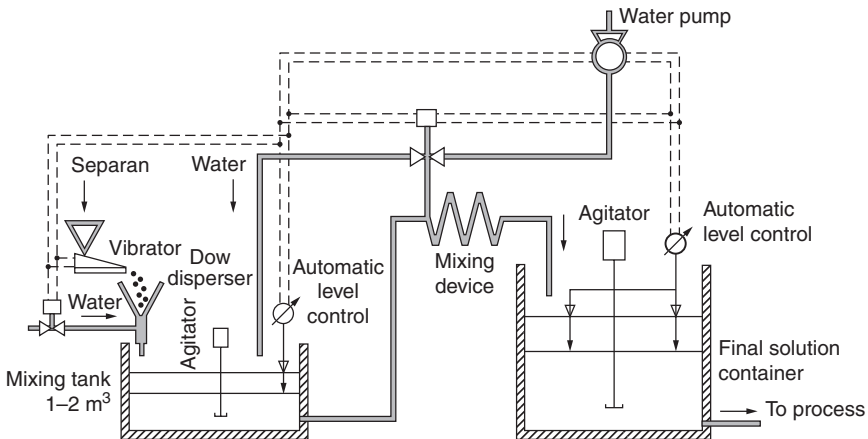 Water pump
Separan
Water
Vibrator
Dow
disperser
Water
Agitator
Automatic
level
control
Mixing
device
Agitator
Automatic
level control
Mixing tank
1–2 m³
Final solution
container
To process